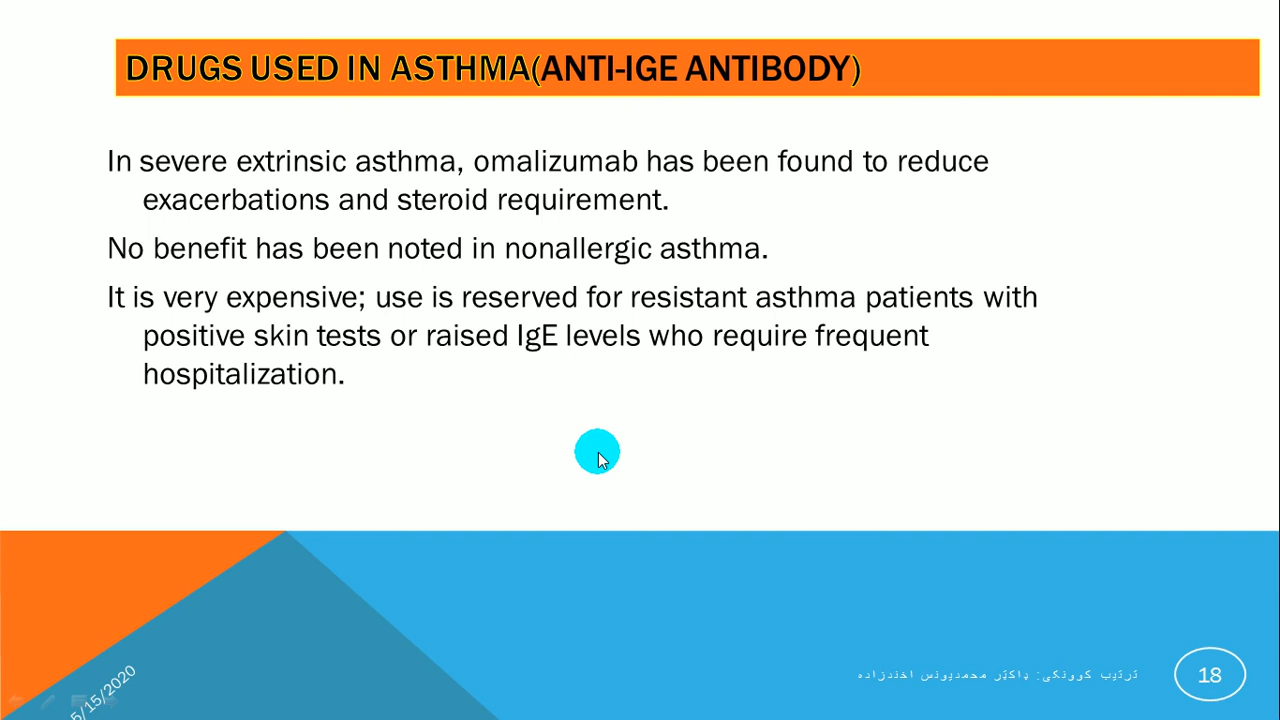 DRUGS USED IN ASTHMA(ANTI-IGE ANTIBODY)
In severe extrinsic asthma, omalizumab has been found to reduce
exacerbations and steroid requirement.
No benefit has been noted in nonallergic asthma.
It is very expensive; use is reserved for resistant asthma patients with
positive skin tests or raised IgE levels who require frequent
hospitalization.
5/15/2020
ترتیب کوونکی: ډاکټر محمدیونس اخندزاده
18